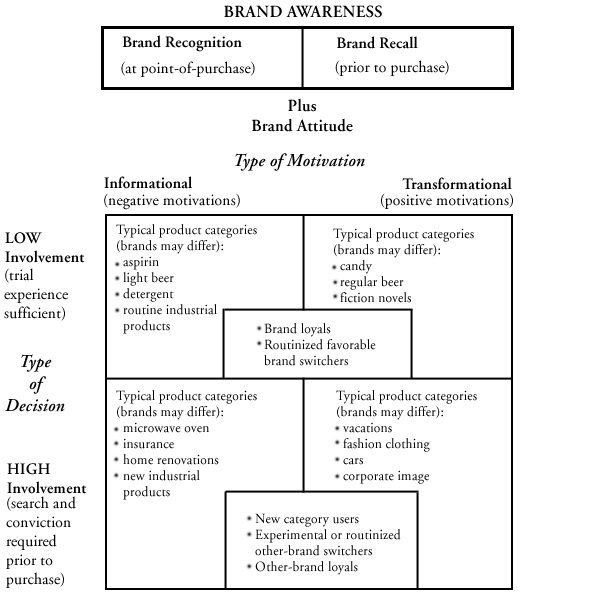 BRAND AWARENESS
Brand Recognition
(at point-of-purchase)
Brand Recall
(prior to purchase)
Plus
Brand Attitude
Type of Motivation
Informational
(negative motivations)
Transformational
(positive motivations)
LOW
Involvement
(trial
experience
sufficient)
Typical product categories
(brands may differ):
* aspirin
* light beer
* detergent
* routine industrial
products
Typical product categories
(brands may differ):
* candy
* regular beer
* fiction novels
* Brand loyals
* Routinized favorable
brand switchers
Type
of
Decision
HIGH
Involvement
(search and
conviction
required
prior to
purchase)
Typical product categories
(brands may differ):
* microwave oven
* insurance
* home renovations
* new industrial
products
Typical product categories
(brands may differ):
* vacations
* fashion clothing
* cars
* corporate image
* New category users
* Experimental or routinized
other-brand switchers
* Other-brand loyals